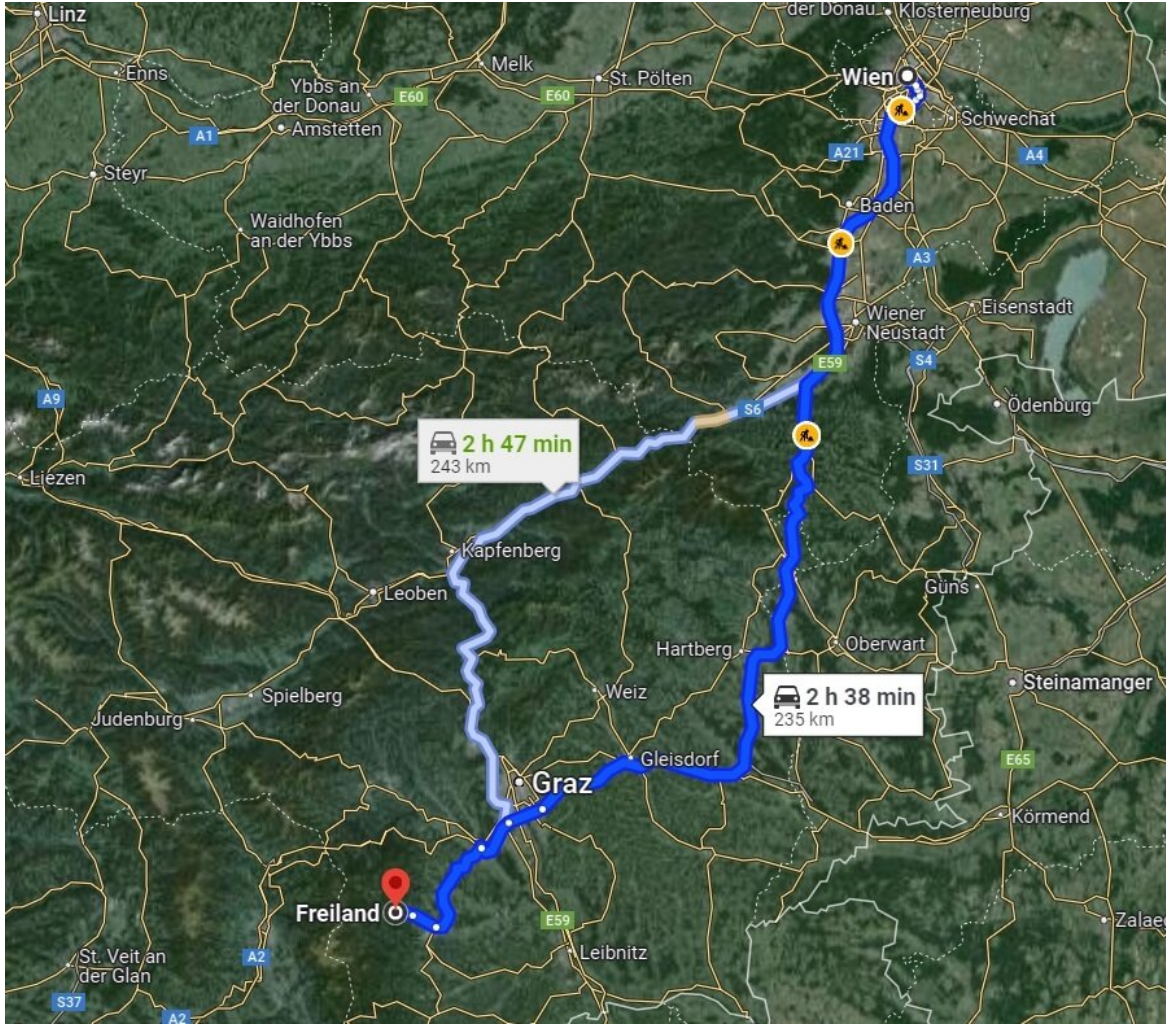 Linz
der Donau
Klosterneuburg
Enns
Melk
Ybbs an
der Donau
St. Pölten
Wien
E60
E60
Schwechat
A1
Amstetten
A21
A4
Steyr
Baden
Waidhofen
an der Ybbs
A3
Eisenstadt
Wiener
Neustadt
E59
S4
A9
S6
Ödenburg
2 h 47 min
243 km
S31
Liezen
Kapfenberg
Leoben
Güns
Hartberg
Oberwart
Spielberg
Weiz
Steinamanger
2 h 38 min
235 km
Judenburg
Gleisdorf
E65
Graz
Körmend
Freiland
E59
Zalaeg
St. Veit an
der Glan
A2
Leibnitz
S37
A2